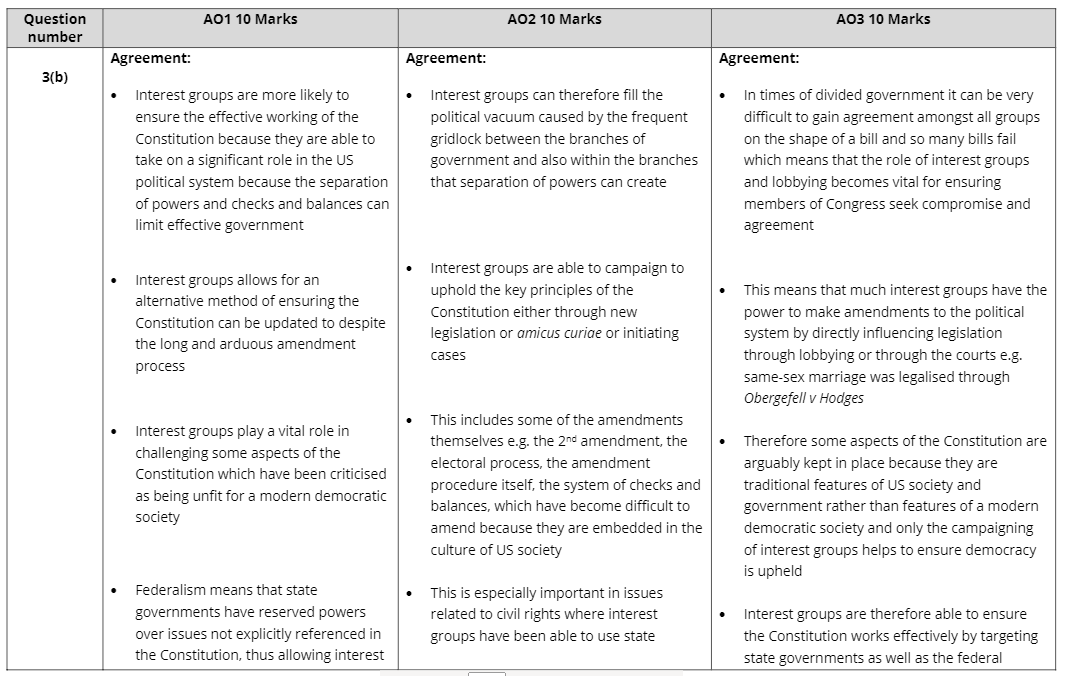 Question number
AO1 10 Marks
AO2 10 Marks
AO3 10 Marks
3(b)
Agreement:
• Interest groups are more likely to
ensure the effective working of the
Constitution because they are able to
take on a significant role in the US
political system because the separation
of powers and checks and balances can
limit effective government
• Interest groups allows for an
alternative method of ensuring the
Constitution can be updated to despite
the long and arduous amendment
process
• Interest groups play a vital role in
challenging some aspects of the
Constitution which have been criticised
as being unfit for a modern democratic
society
• Federalism means that state
governments have reserved powers
over issues not explicitly referenced in
the Constitution, thus allowing interest
Agreement:
• Interest groups can therefore fill the
political vacuum caused by the frequent
gridlock between the branches of
government and also within the branches
that separation of powers can create
• Interest groups are able to campaign to
uphold the key principles of the
Constitution either through new
legislation or amicus curiae or initiating
cases
• This includes some of the amendments
themselves e.g. the 2nd amendment, the
electoral process, the amendment
procedure itself, the system of checks and
balances, which have become difficult to
amend because they are embedded in the
culture of US society
• This is especially important in issues
related to civil rights where interest
groups have been able to use state
Agreement:
• In times of divided government it can be very
difficult to gain agreement amongst all groups
on the shape of a bill and so many bills fail
which means that the role of interest groups
and lobbying becomes vital for ensuring
members of Congress seek compromise and
agreement
• This means that much interest groups have the
power to make amendments to the political
system by directly influencing legislation
through lobbying or through the courts e.g.
same-sex marriage was legalised through
Obergefell v Hodges
• Therefore some aspects of the Constitution are
arguably kept in place because they are
traditional features of US society and
government rather than features of a modern
democratic society and only the campaigning
of interest groups helps to ensure democracy
is upheld
• Interest groups are therefore able to ensure
the Constitution works effectively by targeting
state governments as well as the federal